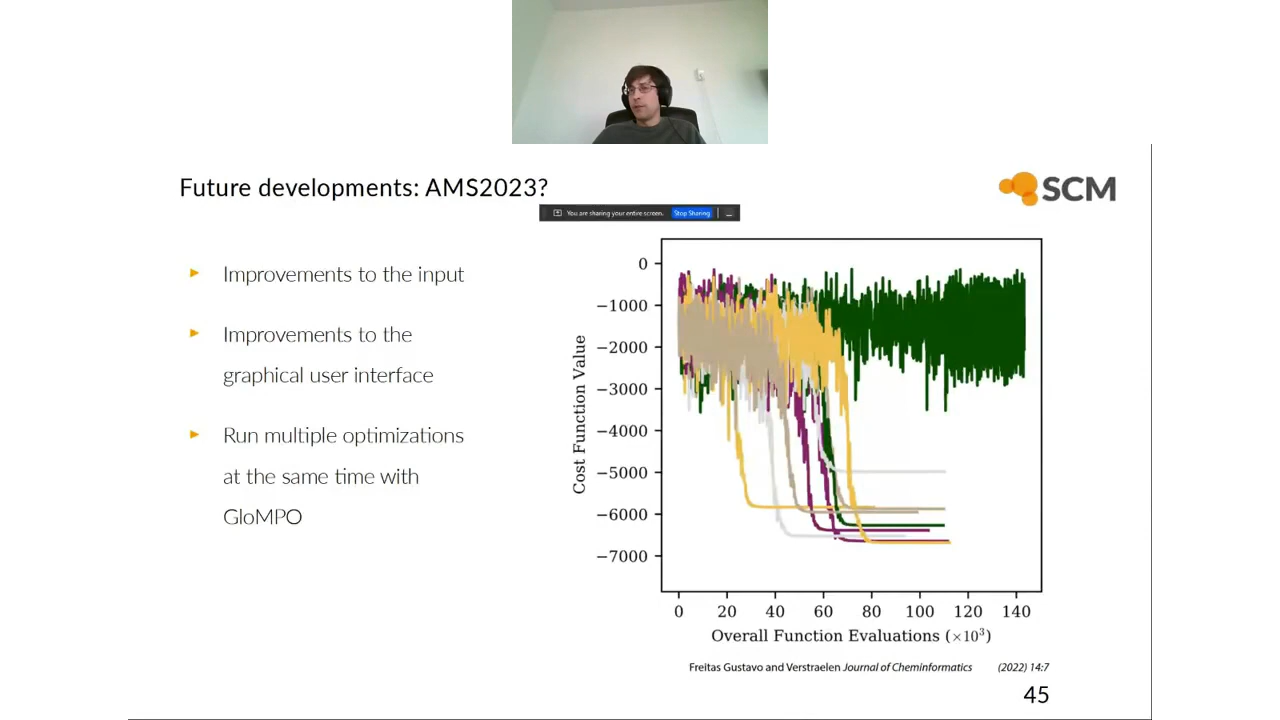 Future developments: AMS2023?
SCM
You are sharing your entire screen. Stop Sharing
Improvements to the input
Improvements to the
graphical user interface
Run multiple optimizations
at the same time with
GloMPO
Cost Function Value
0
−1000
−2000
−3000
−4000
−5000
−6000
−7000
0 20 40 60 80 100 120 140
Overall Function Evaluations (×10³)
Freitas Gustavo and Verstraelen Journal of Cheminformatics (2022) 14:7
45